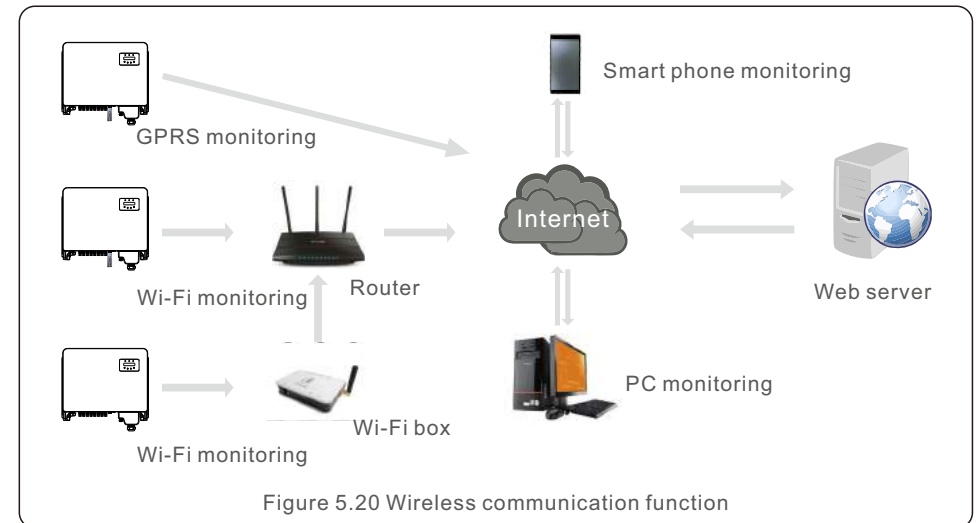 Smart phone monitoring
GPRS monitoring
Internet
Wi-Fi monitoring
Router
Web server
PC monitoring
Wi-Fi box
Wi-Fi monitoring
Figure 5.20 Wireless communication function